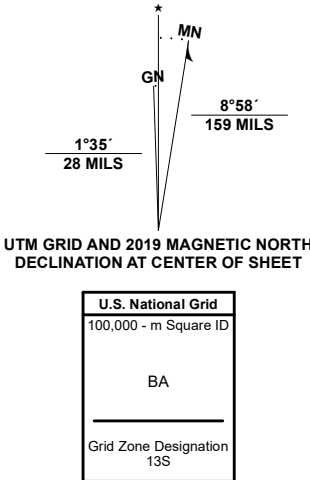 ★
MN
GN
8°58´
159 MILS
1°35´
28 MILS
UTM GRID AND 2019 MAGNETIC NORTH
DECLINATION AT CENTER OF SHEET
U.S. National Grid
100,000 - m Square ID
BA
Grid Zone Designation
13S